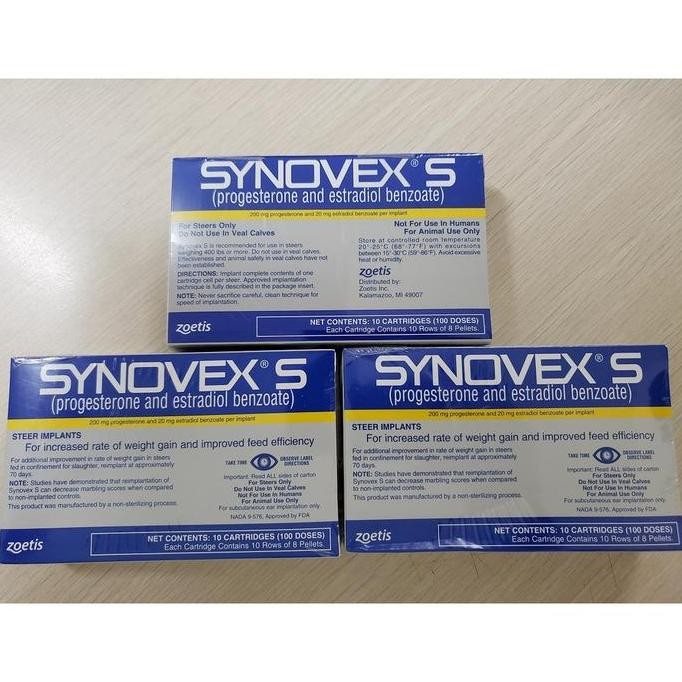 SYNOVEX® S
(progesterone and estradiol benzoate)
200 mg progesterone and 20 mg estradiol benzoate per implant
For Steers Only
Do Not Use In Veal Calves
Synovex S is recommended for use in steers
weighing 400 lbs or more. Do not use in veal calves.
Effectiveness and animal safety in veal calves have not
been established.
DIRECTIONS: Implant complete contents of one
cartridge cell per steer. Approved implantation
technique is fully described in the package insert.
NOTE: Never sacrifice careful, clean technique for
speed of implantation.
Not For Use In Humans
For Animal Use Only
Store at controlled room temperature
20°-25°C (68°-77°F) with excursions
between 15°-30°C (59°-86°F). Avoid excessive
heat or humidity.
zoetis
Distributed by:
Zoetis Inc.
Kalamazoo, MI 49007
zoetis
NET CONTENTS: 10 CARTRIDGES (100 DOSES)
Each Cartridge Contains 10 Rows of 8 Pellets.
SYNOVEX® S
(progesterone and estradiol benzoate)
200 mg progesterone and 20 mg estradiol benzoate per implant
STEER IMPLANTS
For increased rate of weight gain and improved feed efficiency
For additional improvement in rate of weight gain in steers
fed in confinement for slaughter, reimplant at approximately
70 days.
NOTE: Studies have demonstrated that reimplantation of
Synovex S can decrease marbling scores when compared
to non-implanted controls.
This product was manufactured by a non-sterilizing process.
TAKE TIME OBSERVE LABEL
DIRECTIONS
Important: Read ALL sides of carton
For Steers Only
Do Not Use In Veal Calves
Not For Use In Humans
For Animal Use Only
For subcutaneous ear implantation only.
NADA 9-576, Approved by FDA
zoetis
NET CONTENTS: 10 CARTRIDGES (100 DOSES)
Each Cartridge Contains 10 Rows of 8 Pellets.
SYNOVEX® S
(progesterone and estradiol benzoate)
200 mg progesterone and 20 mg estradiol benzoate per implant
STEER IMPLANTS
For increased rate of weight gain and improved feed efficiency
For additional improvement in rate of weight gain in steers
fed in confinement for slaughter, reimplant at approximately
70 days.
NOTE: Studies have demonstrated that reimplantation of
Synovex S can decrease marbling scores when compared
to non-implanted controls.
This product was manufactured by a non-sterilizing process.
TAKE TIME OBSERVE LABEL
DIRECTIONS
Important: Read ALL sides of carton
For Steers Only
Do Not Use In Veal Calves
Not For Use In Humans
For Animal Use Only
For subcutaneous ear implantation only.
NADA 9-576, Approved by FDA
zoetis
NET CONTENTS: 10 CARTRIDGES (100 DOSES)
Each Cartridge Contains 10 Rows of 8 Pellets.